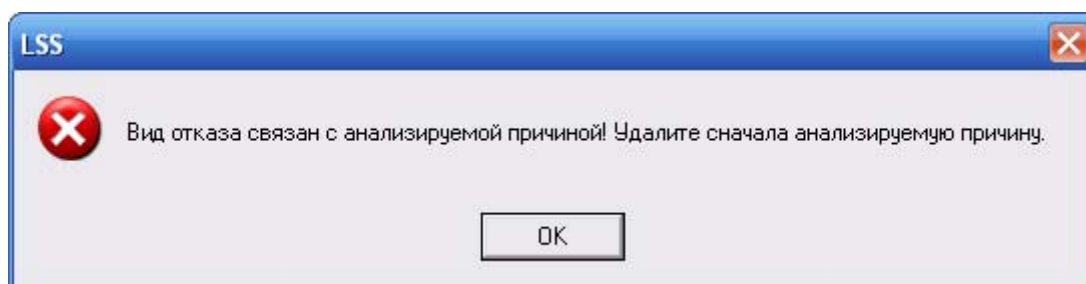 LSS
Вид отказа связан с анализируемой причиной! Удалите сначала анализируемую причину.
OK